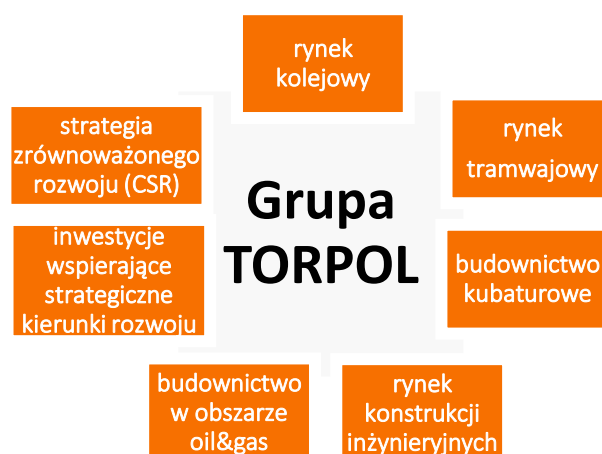 rynek
kolejowy
rynek
tramwajowy
budownictwo
kubaturowe
rynek
konstrukcji
inżynieryjnych
budownictwo
w obszarze
oil&gas
inwestycje
wspierające
strategiczne
kierunki rozwoju
strategia
zrównoważonego
rozwoju (CSR)
Grupa
TORPOL